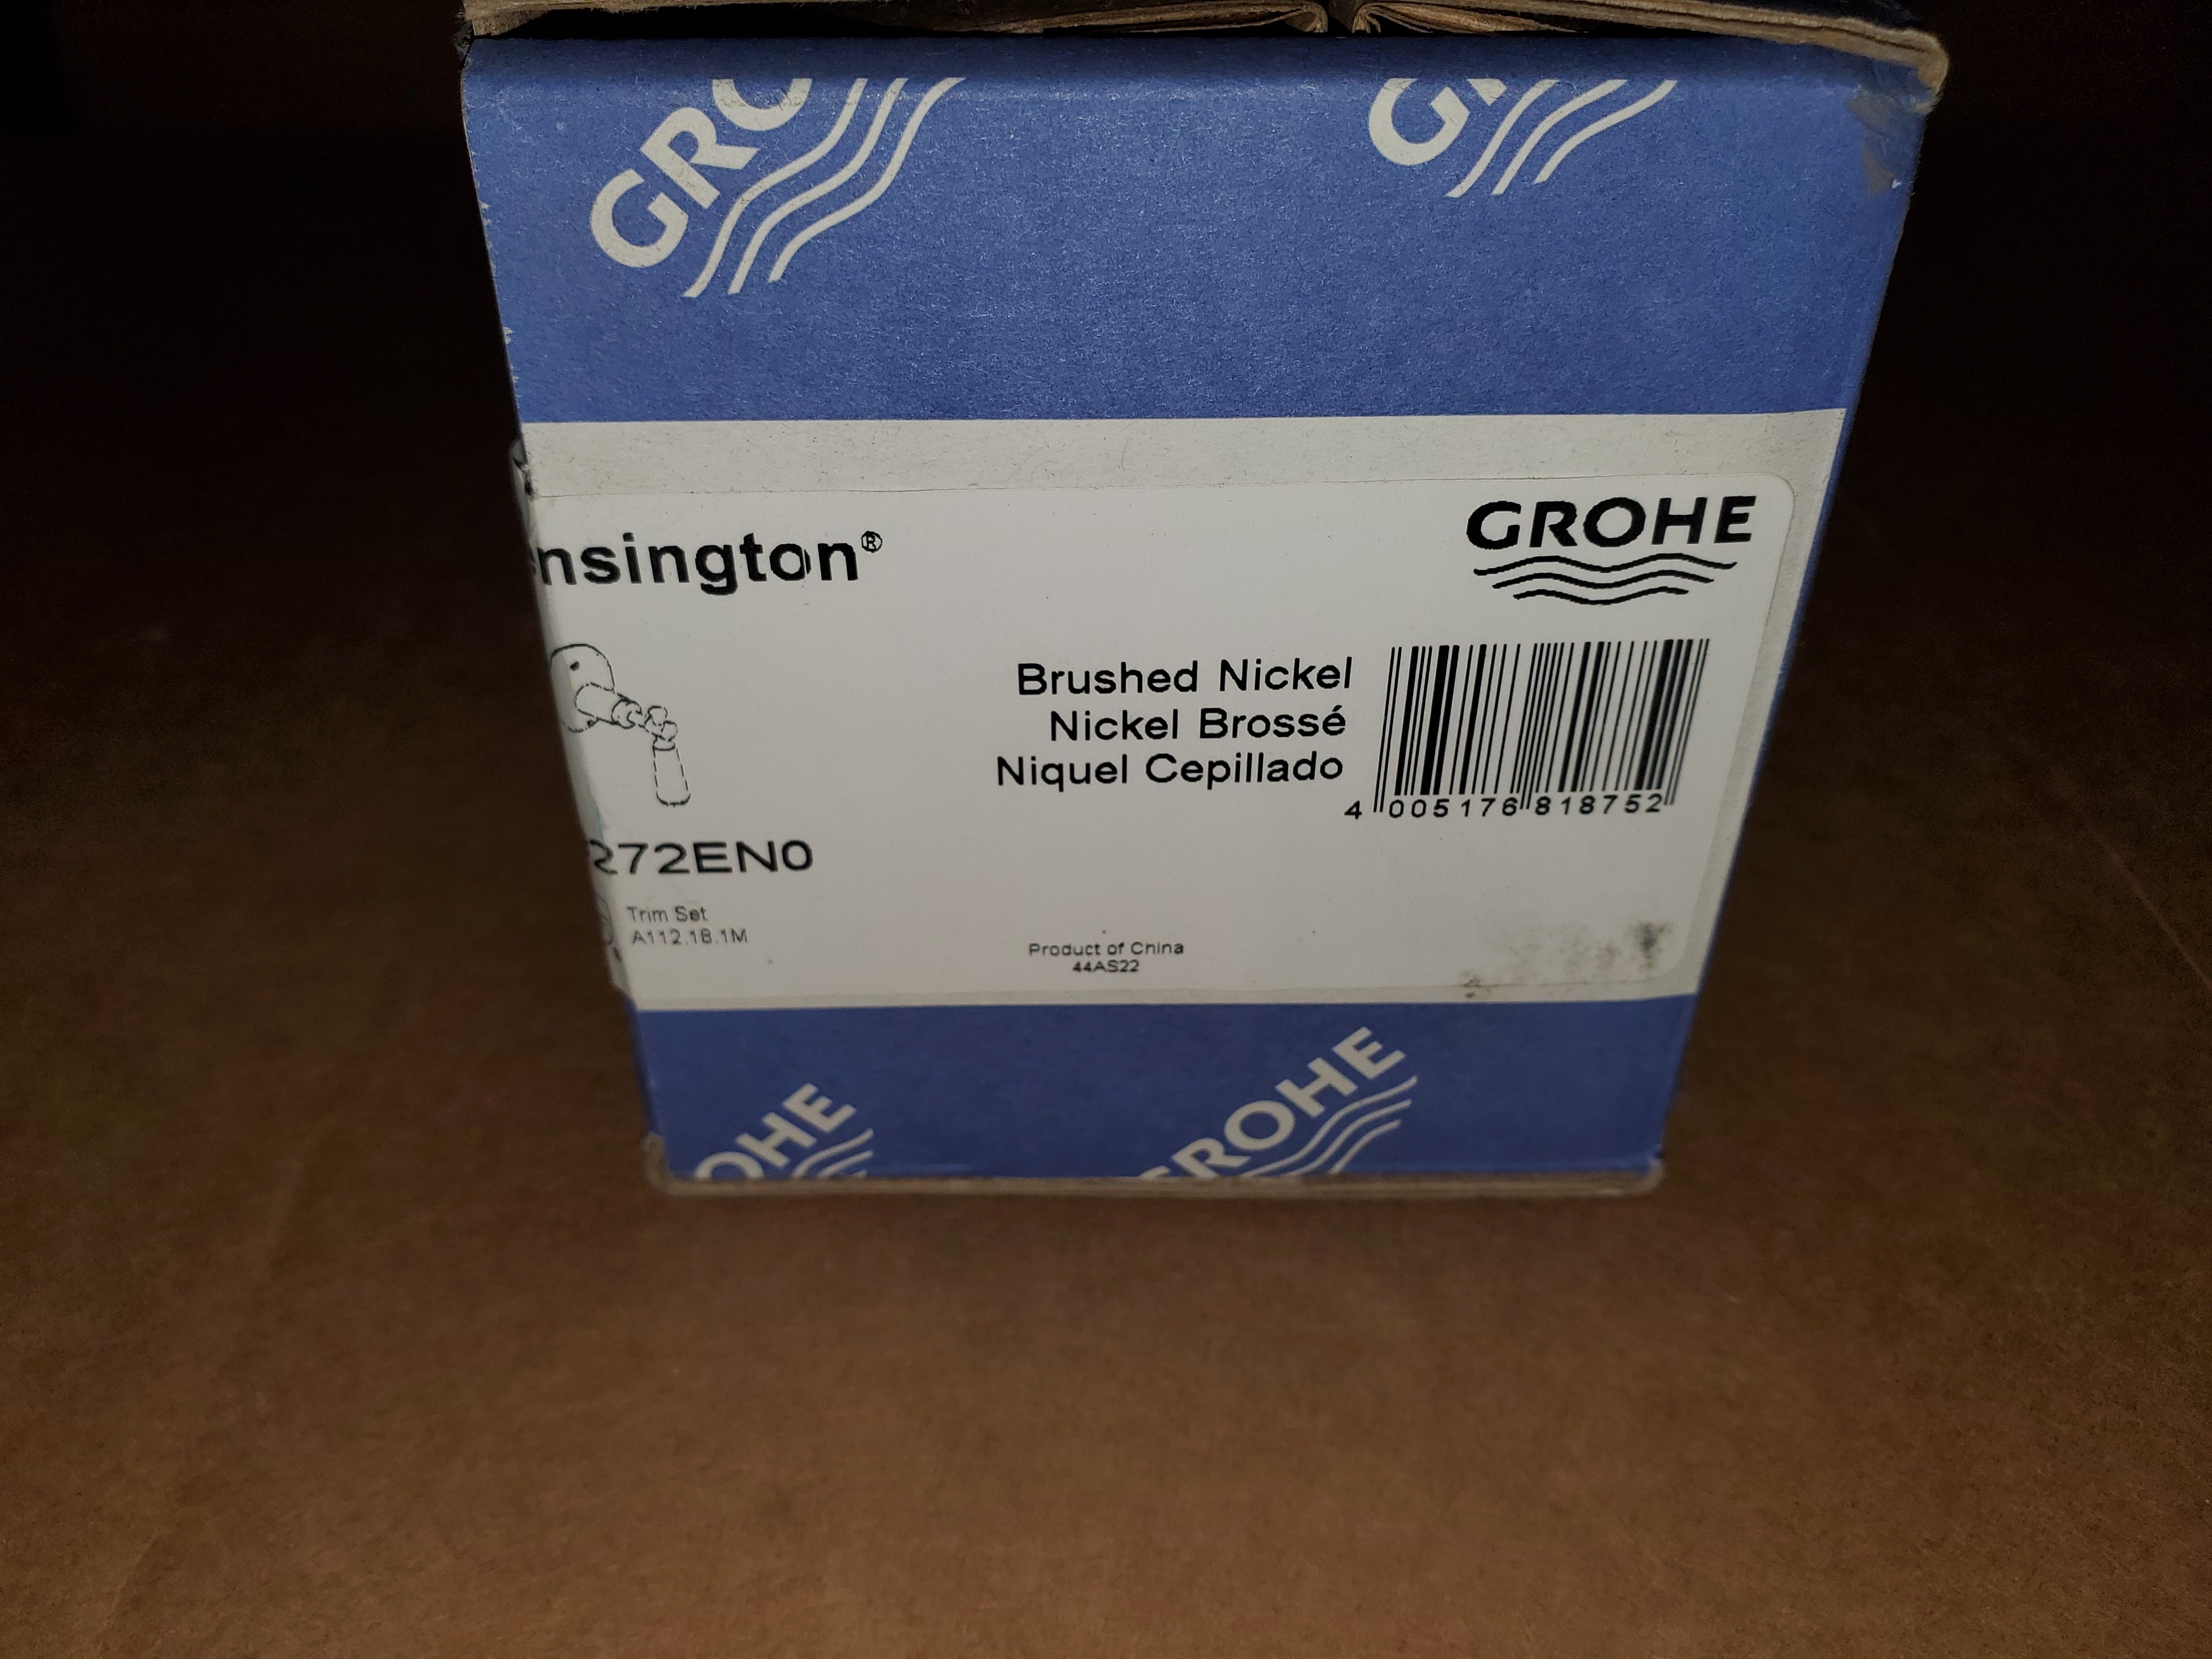 GRO
G
nsington®
GROHE
Brushed Nickel
Nickel Brossé
Niquel Cepillado
4 005176 818752
272EN0
Trim Set
A112.18.1M
Product of China
44AS22
OHE
GROHE